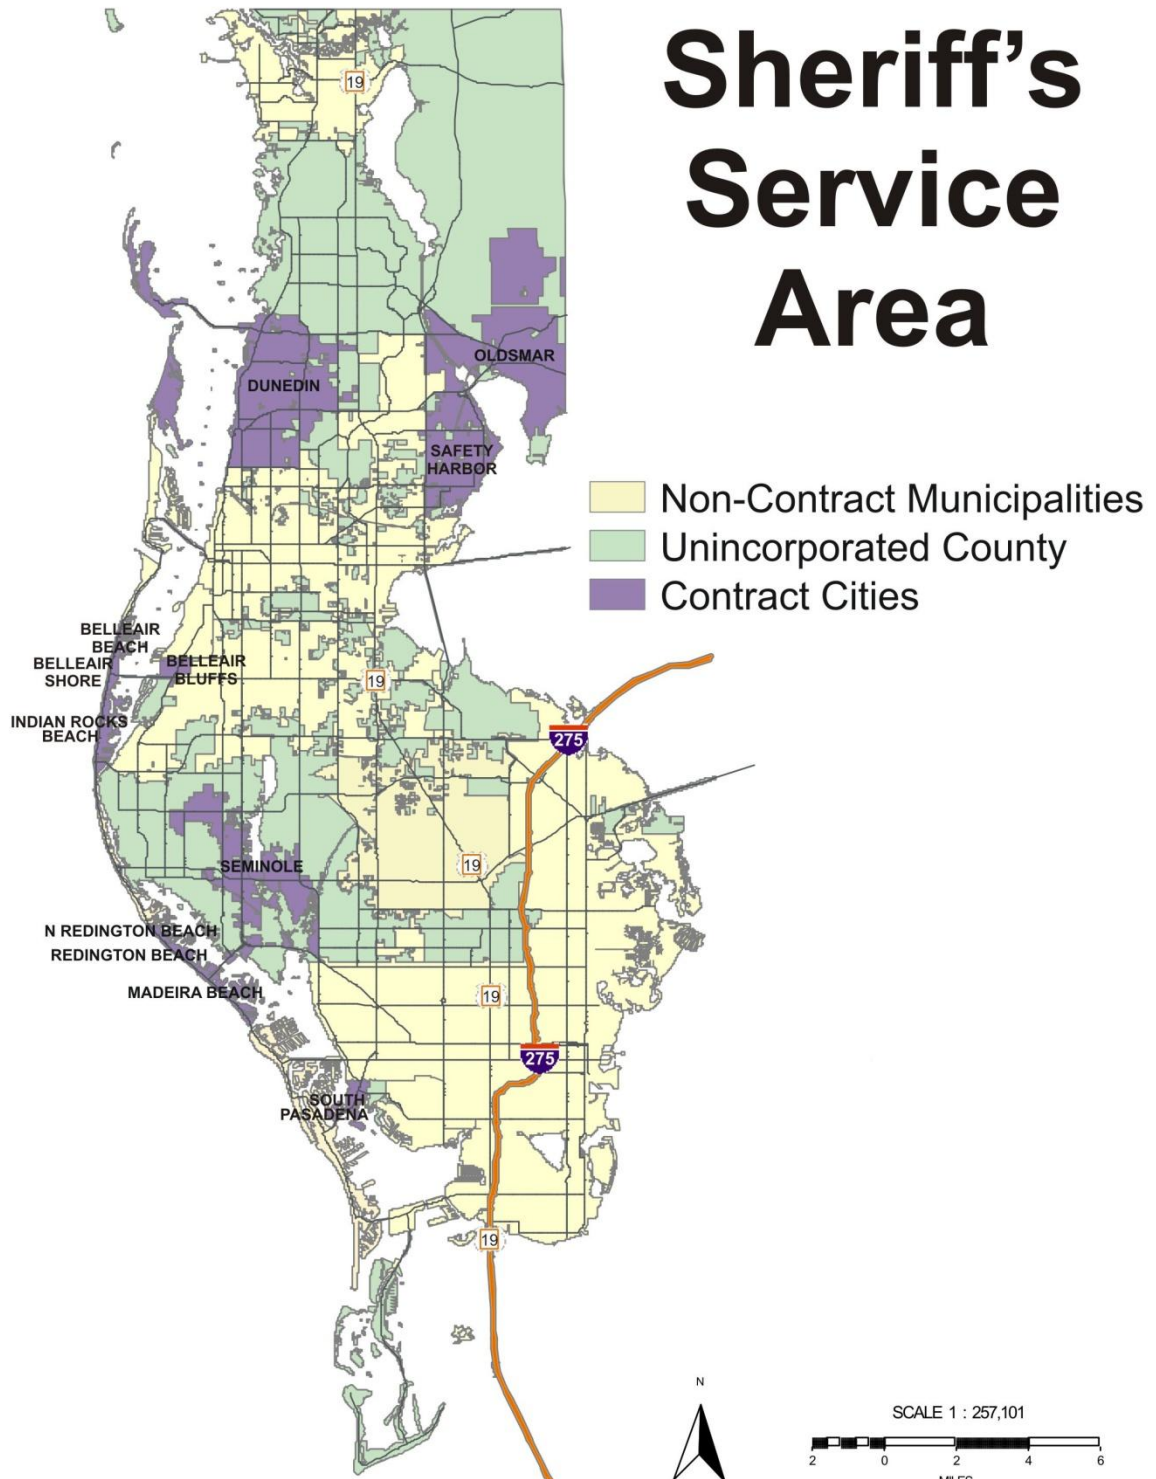 Sheriff's
Service
Area
19
OLDSMAR
DUNEDIN
SAFETY
HARBOR
Non-Contract Municipalities
Unincorporated County
Contract Cities
BELLEAIR
BEACH
BELLEAIR
SHORE
BELLEAIR
BLUFFS
19
INDIAN ROCKS
BEACH
275
19
SEMINOLE
N REDINGTON BEACH
REDINGTON BEACH
MADEIRA BEACH
19
275
SOUTH
PASADENA
19
N
SCALE 1 : 257,101
2 0 2 4 6
MILES